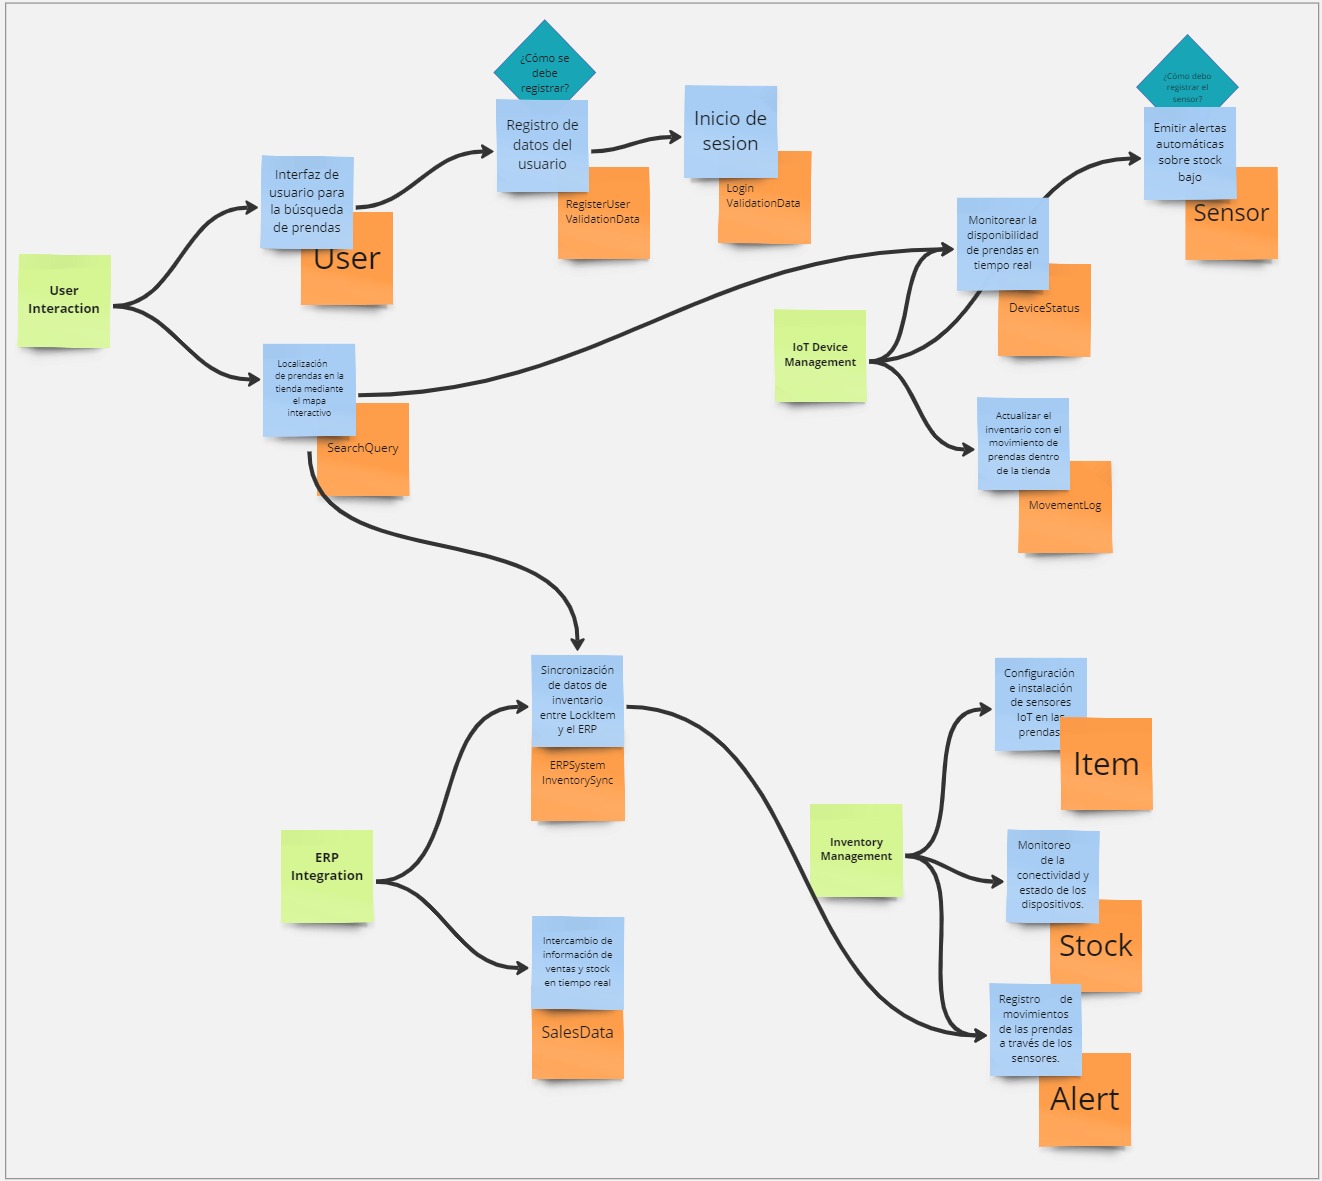 ¿Cómo se
debe
registrar?
Registro de
datos del
usuario
RegisterUser
ValidationData
Inicio de
sesion
Login
ValidationData
Interfaz de
usuario para
la búsqueda
de prendas
User
User
Interaction
Localización
de prendas en la
tienda mediante
el mapa
interactivo
SearchQuery
¿Cómo debo
registrar el
sensor?
Emitir alertas
automáticas
sobre stock
bajo
Sensor
Monitorear la
disponibilidad
de prendas en
tiempo real
DeviceStatus
IoT Device
Management
Actualizar el
inventario con el
movimiento de
prendas dentro
de la tienda
MovementLog
Sincronización
de datos de
inventario
entre LockItem
y el ERP
ERPSystem
InventorySync
ERP
Integration
Intercambio de
información de
ventas y stock
en tiempo real
SalesData
Configuración
e instalación
de sensores
IoT en las
prendas
Item
Inventory
Management
Monitoreo
de la
conectividad y
estado de los
dispositivos.
Stock
Registro de
movimientos
de las prendas
a través de los
sensores.
Alert